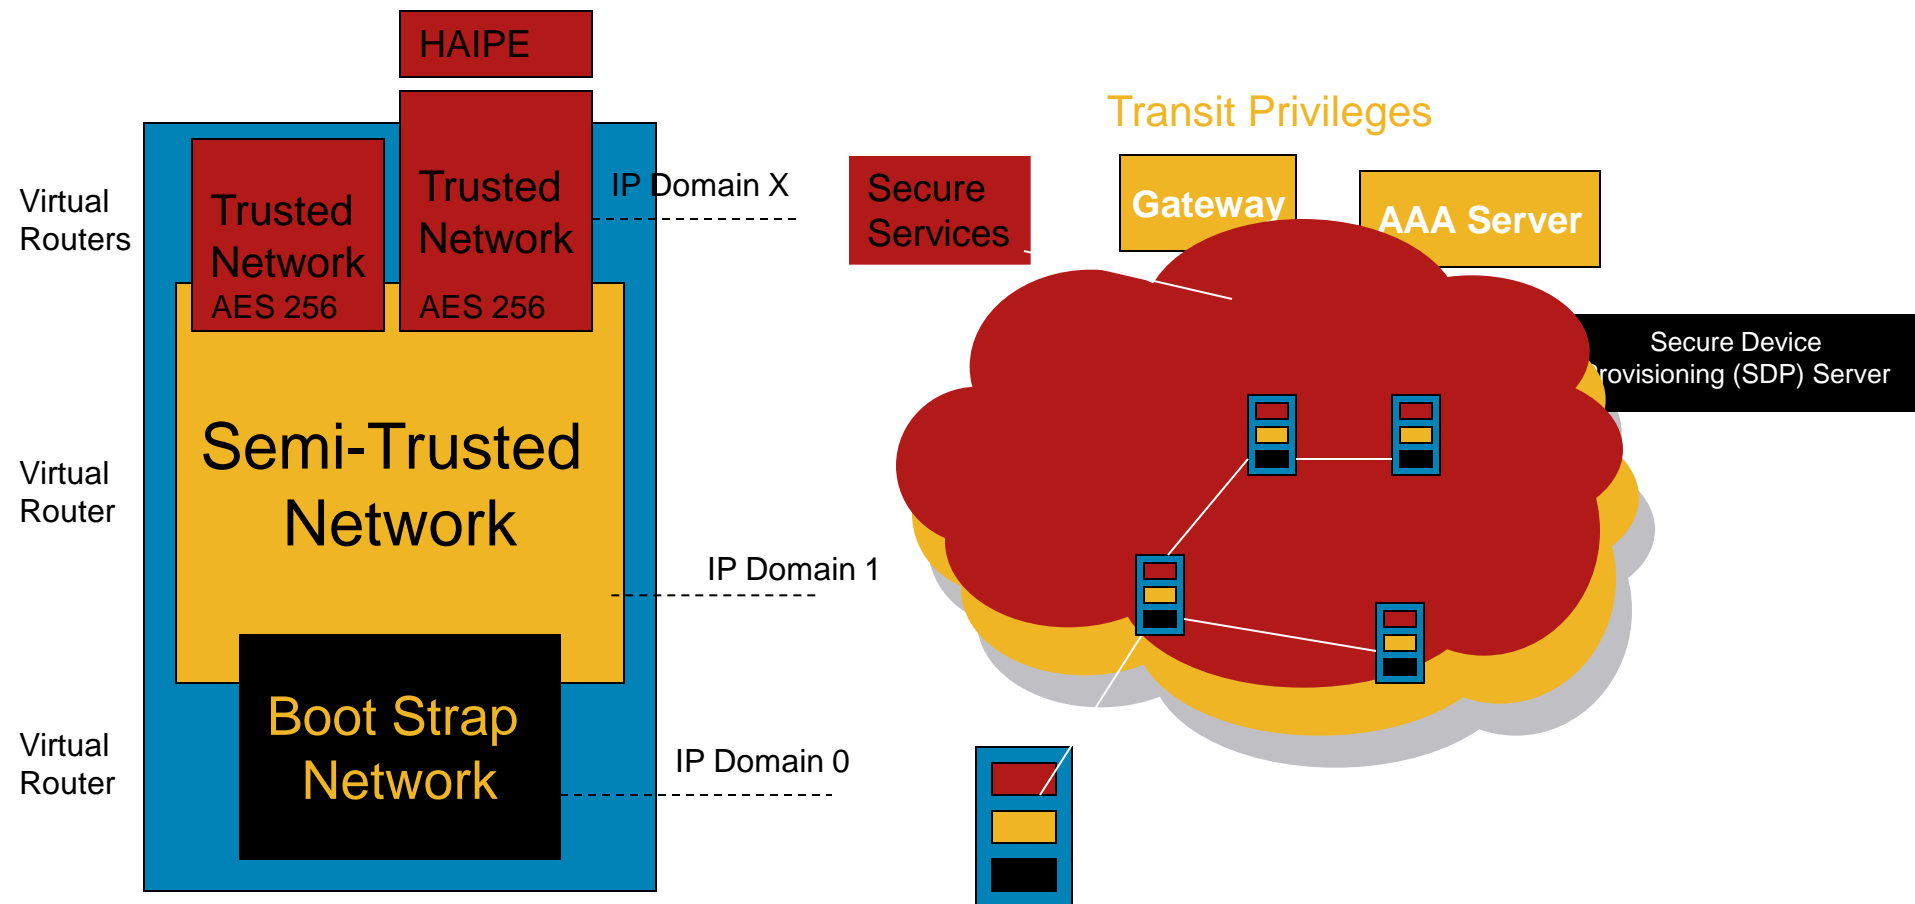 HAIPE
Transit Privileges
Virtual
Routers
Trusted
Network
AES 256
Trusted
Network
AES 256
IP Domain X
Secure
Services
Gateway
AAA Server
Secure Device
rovisioning (SDP) Server
Virtual
Router
Semi-Trusted
Network
IP Domain 1
Virtual
Router
Boot Strap
Network
IP Domain 0